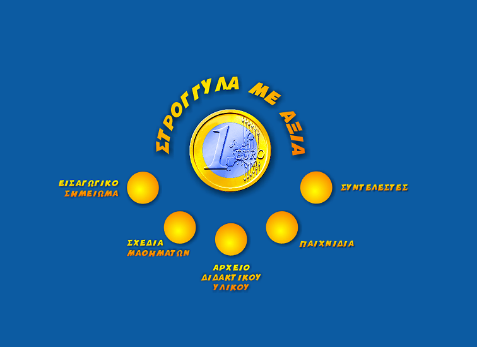 ΣΤΡΟΓΓΥΛΑ ΜΕ ΑΞΙΑ
1
EURO
ΕΙΣΑΓΩΓΙΚΟ
ΣΗΜΕΙΩΜΑ
ΣΥΝΤΕΛΕΣΤΕΣ
ΣΧΕΔΙΑ
ΜΑΘΗΜΑΤΩΝ
ΠΑΙΧΝΙΔΙΑ
ΑΡΧΕΙΟ
ΔΙΔΑΚΤΙΚΟΥ
ΥΛΙΚΟΥ